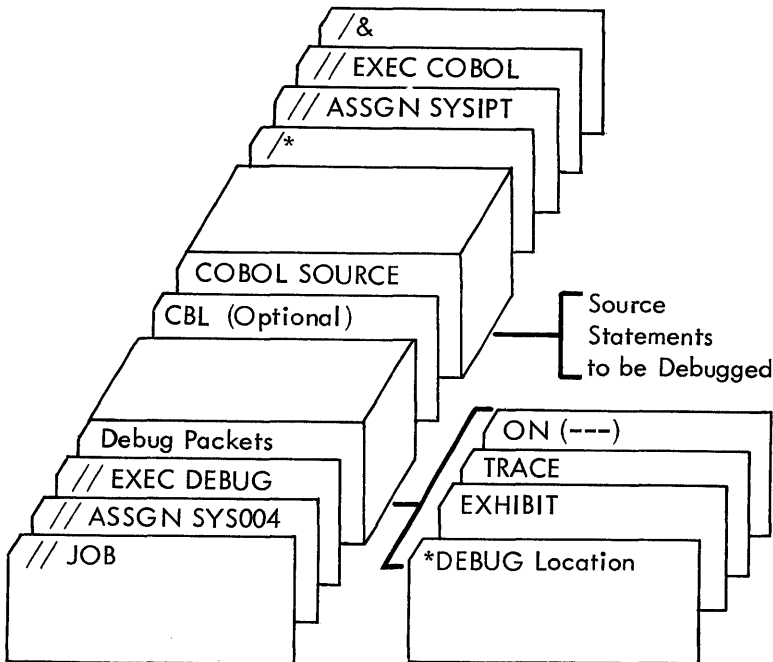 /&
// EXEC COBOL
// ASSGN SYSIPT
/*
COBOL SOURCE
CBL (Optional)
Source
Statements
to be Debugged
Debug Packets
// EXEC DEBUG
// ASSGN SYS004
// JOB
ON (---)
TRACE
EXHIBIT
*DEBUG Location